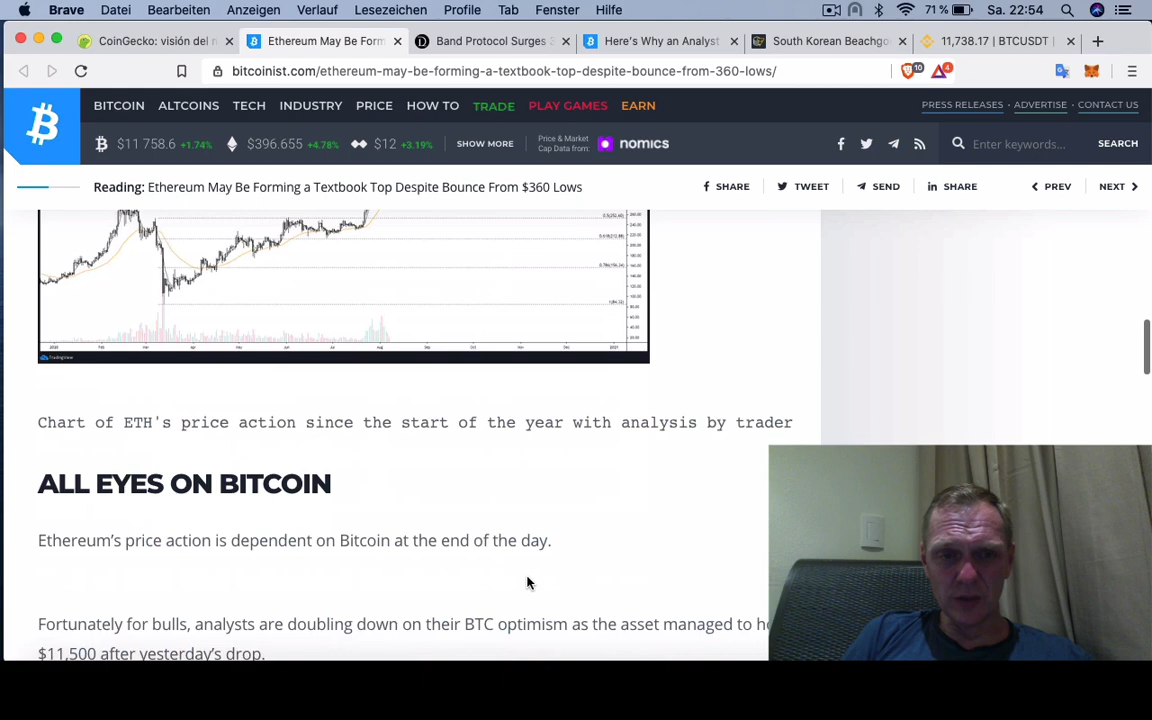 Brave Datei Bearbeiten Anzeigen Verlauf Lesezeichen Profile Tab Fenster Hilfe 71 % Sa. 22:54
CoinGecko: visión del n Ethereum May Be Form Band Protocol Surges 3 Here's Why an Analyst South Korean Beachgo 11,738.17 | BTCUSDT |
bitcoinist.com/ethereum-may-be-forming-a-textbook-top-despite-bounce-from-360-lows/ 10 4
BITCOIN ALTCOINS TECH INDUSTRY PRICE HOW TO TRADE PLAY GAMES EARN PRESS RELEASES · ADVERTISE · CONTACT US
$11 758.6 +1.74% $396.655 +4.78% $12 +3.19% SHOW MORE Price & Market Cap Data from: nomics Enter keywords... SEARCH
Reading: Ethereum May Be Forming a Textbook Top Despite Bounce From $360 Lows SHARE TWEET SEND SHARE PREV NEXT
TradingView
Chart of ETH's price action since the start of the year with analysis by trader
ALL EYES ON BITCOIN
Ethereum's price action is dependent on Bitcoin at the end of the day.
Fortunately for bulls, analysts are doubling down on their BTC optimism as the asset managed to
$11,500 after yesterday's drop.